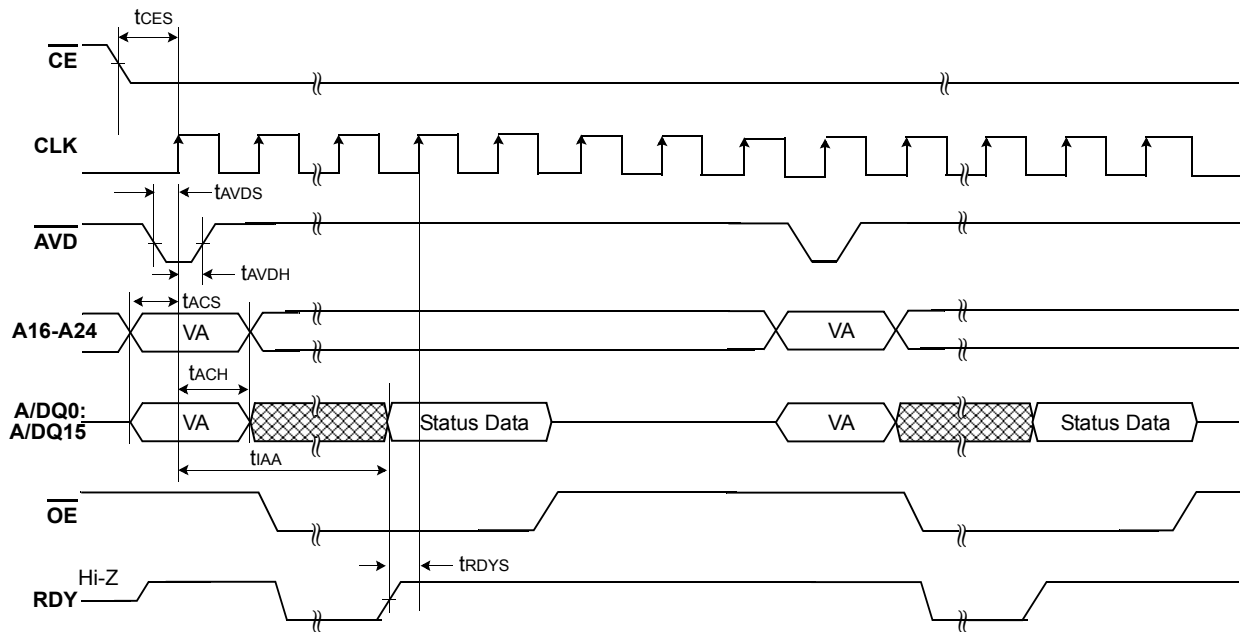 tCES
CE
CLK
tAVDS
AVD
tAVDH
tACS
A16-A24
VA
VA
tACH
A/DQ0:
A/DQ15
VA
Status Data
VA
Status Data
tIAA
OE
tRDYS
Hi-Z
RDY